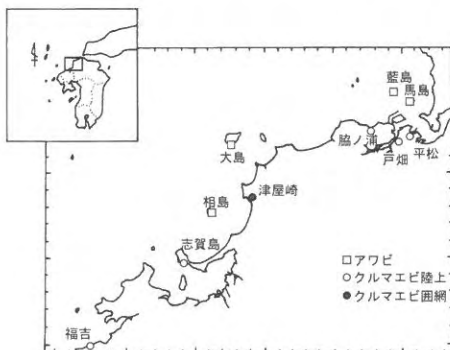 藍島
馬島
脇ノ浦
戸畑
平松
大島
津屋崎
相島
志賀島
福吉
□アワビ
○クルマエビ陸上
●クルマエビ囲網